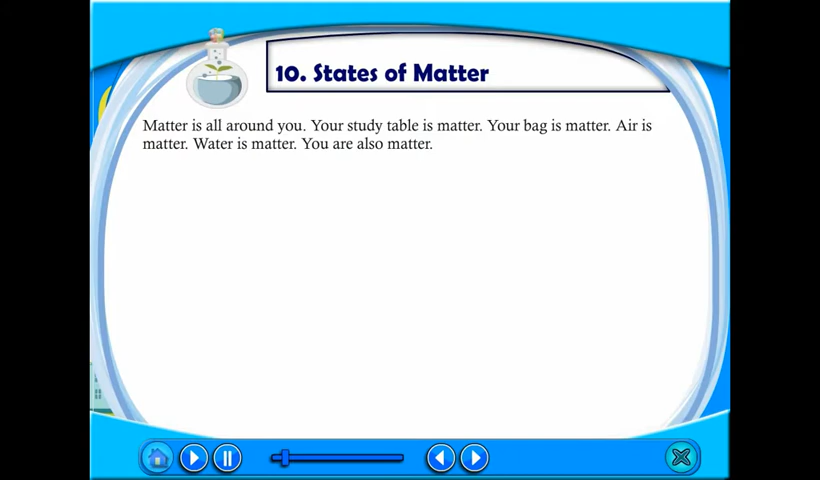 10. States of Matter
Matter is all around you. Your study table is matter. Your bag is matter. Air is
matter. Water is matter. You are also matter.